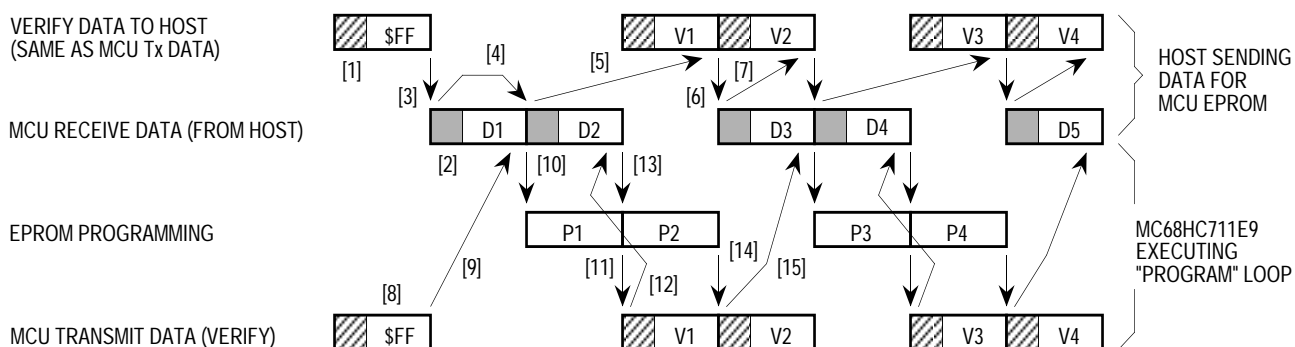 VERIFY DATA TO HOST
(SAME AS MCU Tx DATA)
$FF
V1
V2
V3
V4
[1]
[3]
[4]
[5]
[6]
[7]
HOST SENDING
DATA FOR
MCU EPROM
MCU RECEIVE DATA (FROM HOST)
D1
D2
D3
D4
D5
[2]
[10]
[13]
EPROM PROGRAMMING
P1
P2
P3
P4
[9]
[11]
[12]
[14]
[15]
MC68HC711E9
EXECUTING
"PROGRAM" LOOP
[8]
MCU TRANSMIT DATA (VERIFY)
$FF
V1
V2
V3
V4